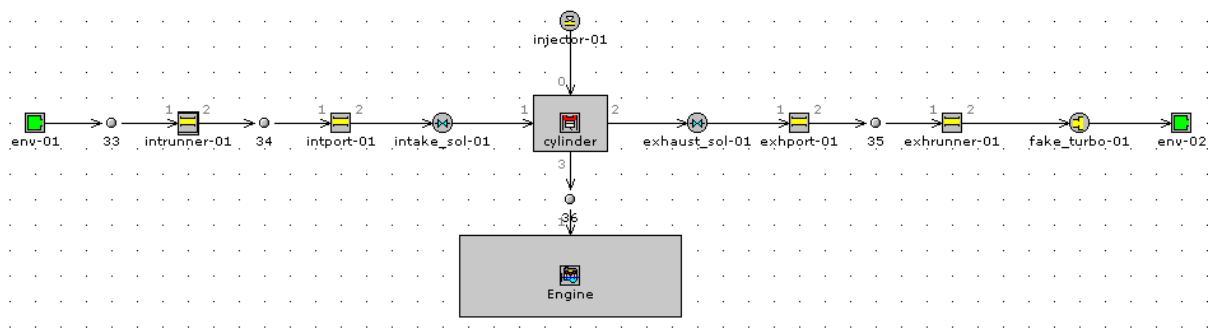 injector-01
0
1 2 1 2 1 2 1 2 1 2
env-01 33 intrunner-01 34 intport-01 intake_sol-01 cylinder exhaust_sol-01 exhport-01 35 exhrunner-01 fake_turbo-01 env-02
3
36
Engine